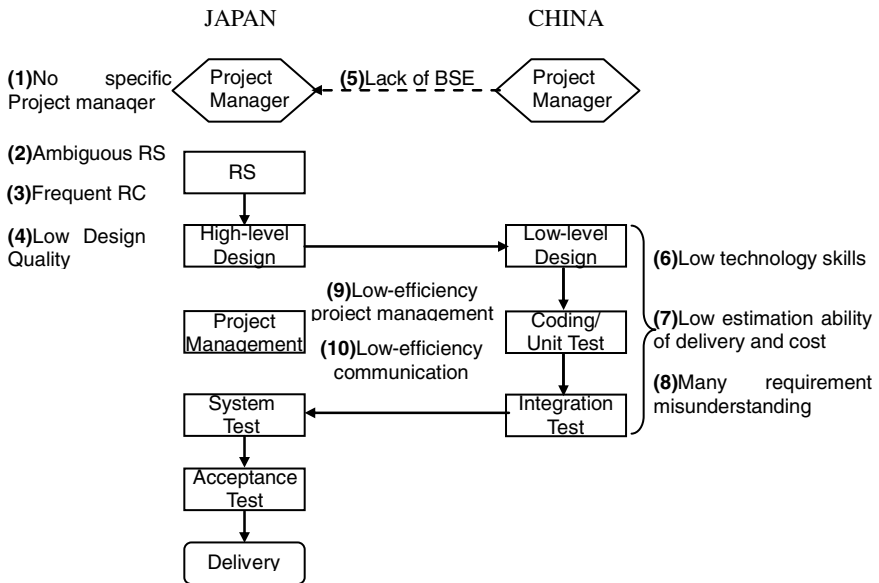 JAPAN
CHINA
(1)No specific
Project manager
Project
Manager
(5)Lack of BSE
Project
Manager
(2)Ambiguous RS
RS
(3)Frequent RC
(4)Low Design
Quality
High-level
Design
Low-level
Design
(6)Low technology skills
(9)Low-efficiency
project management
Project
Management
Coding/
Unit Test
(7)Low estimation ability
of delivery and cost
(10)Low-efficiency
communication
(8)Many requirement
misunderstanding
System
Test
Integration
Test
Acceptance
Test
Delivery